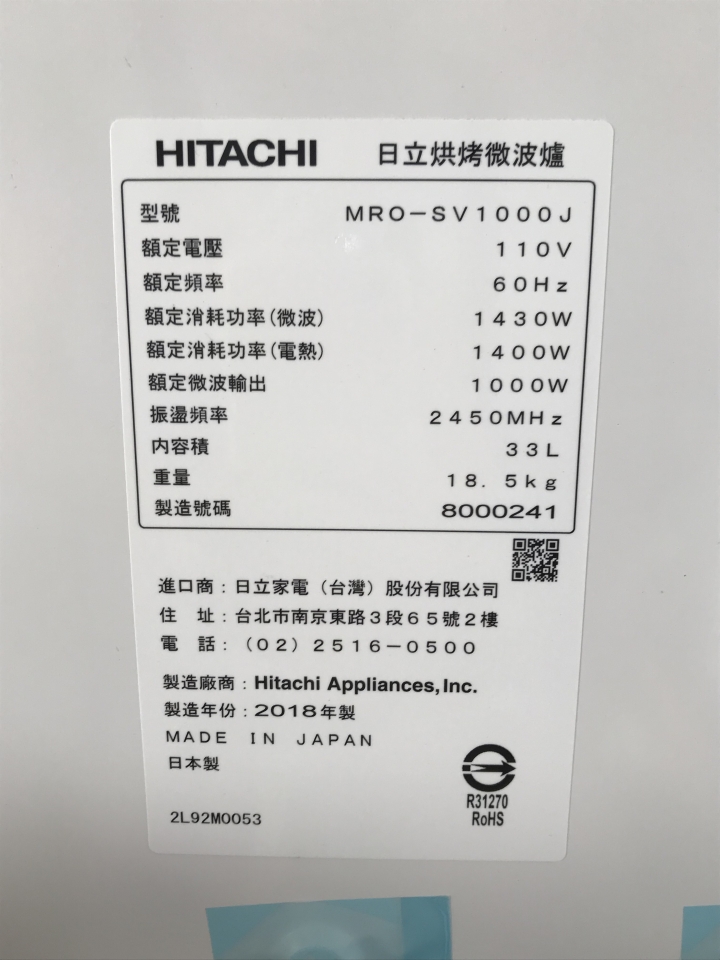 HITACHI 日立烘烤微波爐
型號 MRO-SV1000J
額定電壓 110V
額定頻率 60Hz
額定消耗功率(微波) 1430W
額定消耗功率(電熱) 1400W
額定微波輸出 1000W
振盪頻率 2450MHz
內容積 33L
重量 18.5kg
製造號碼 8000241
進口商：日立家電（台灣）股份有限公司
住 址：台北市南京東路3段65號2樓
電 話：(02)2516-0500
製造廠商：Hitachi Appliances,Inc.
製造年份：2018年製
MADE IN JAPAN
日本製
R31270
RoHS
2L92M0053